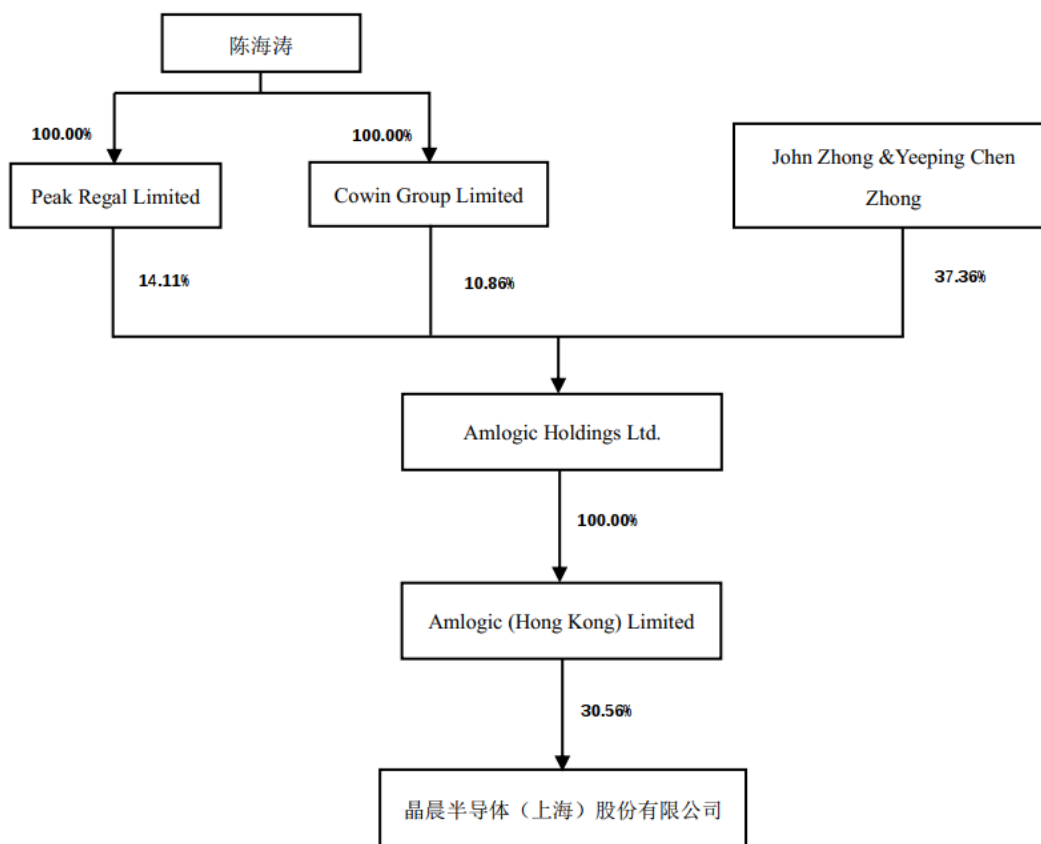 陈海涛
100.00%
100.00%
Peak Regal Limited
Cowin Group Limited
John Zhong &Yeeping Chen
Zhong
14.11%
10.86%
37.36%
Amlogic Holdings Ltd.
100.00%
Amlogic (Hong Kong) Limited
30.56%
晶晨半导体（上海）股份有限公司